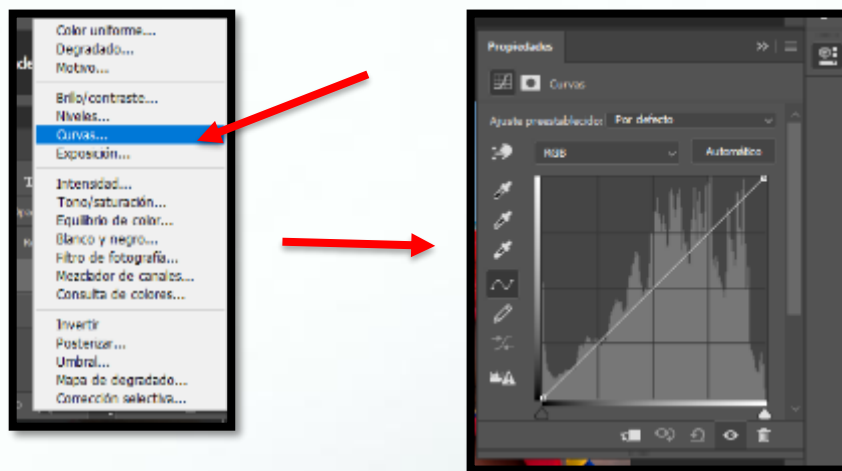 Color uniforme...
Degradado...
Motivo...
Brillo/contraste...
Niveles...
Curvas...
Exposición...
Intensidad...
Tono/saturación...
Equilibrio de color...
Blanco y negro...
Filtro de fotografía...
Mezclador de canales...
Consulta de colores...
Invertir
Posterizar...
Umbral...
Mapa de degradado...
Corrección selectiva...
Propiedades
Curvas
Ajuste preestablecido: Por defecto
RGB
Automático